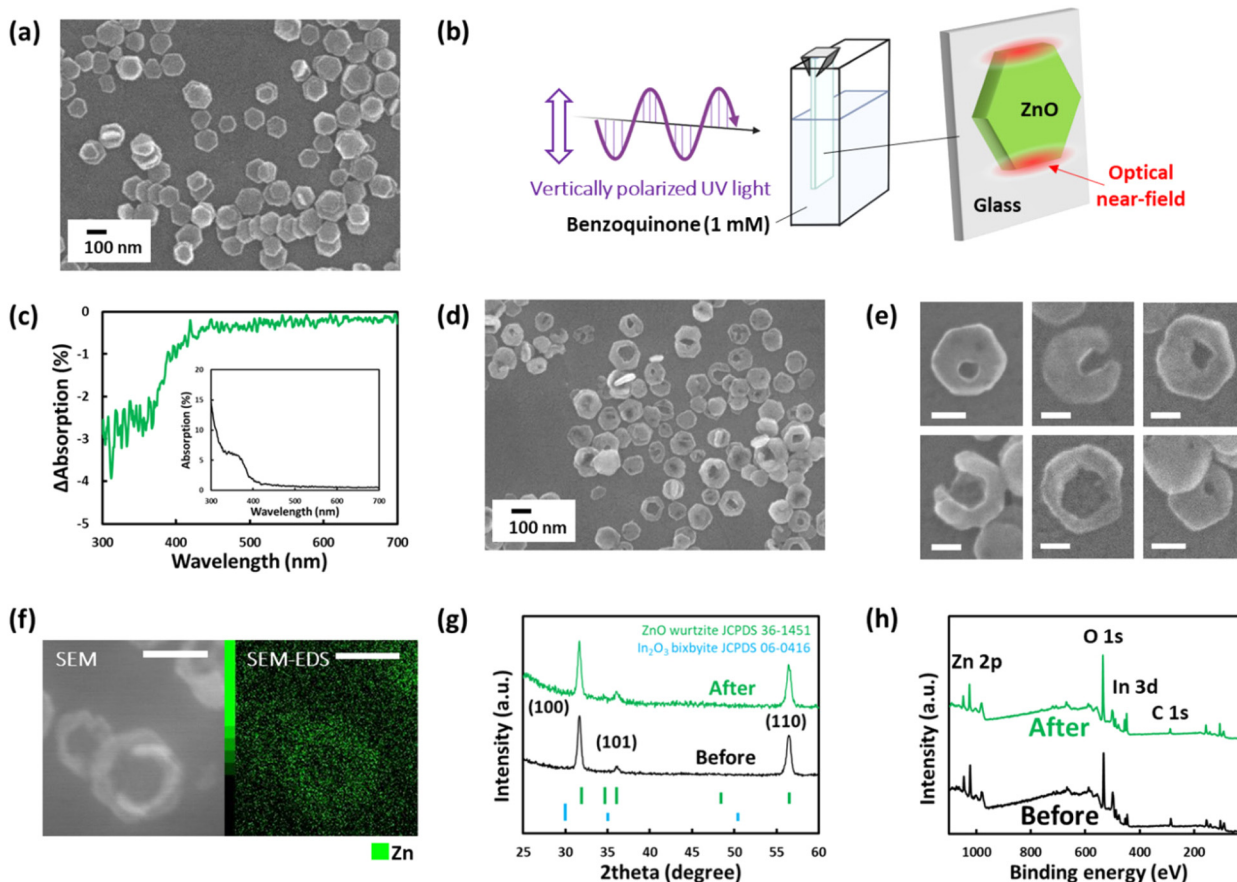 (a)
100 nm
(b)
Vertically polarized UV light
Benzoquinone (1 mM)
ZnO
Glass
Optical
near-field
(c)
ΔAbsorption (%)
0
-1
-2
-3
-4
-5
300
400
500
600
700
Wavelength (nm)
Absorption (%)
20
15
10
5
0
300
400
500
600
700
Wavelength (nm)
(d)
100 nm
(e)
(f)
SEM
SEM-EDS
Zn
(g)
Intensity (a.u.)
ZnO wurtzite JCPDS 36-1451
In₂O₃ bixbyite JCPDS 06-0416
After
(100)
(101)
(110)
Before
25
30
35
40
45
50
55
60
2theta (degree)
(h)
Intensity (a.u.)
O 1s
Zn 2p
In 3d
C 1s
After
Before
1000
800
600
400
200
Binding energy (eV)